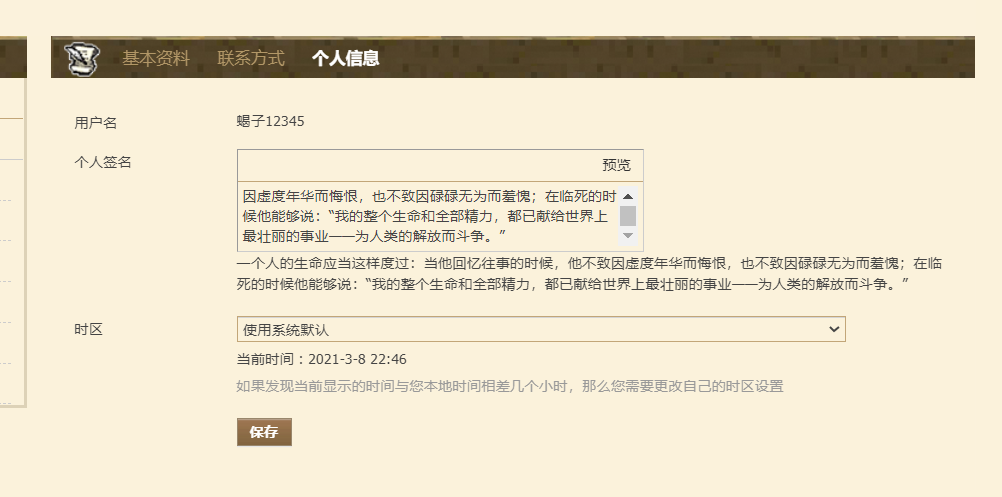 基本资料 联系方式 个人信息
用户名 蝎子12345
个人签名
预览
因虚度年华而悔恨，也不致因碌碌无为而羞愧；在临死的时
候他能够说：“我的整个生命和全部精力，都已献给世界上
最壮丽的事业——为人类的解放而斗争。”
一个人的生命应当这样度过：当他回忆往事的时候，他不致因虚度年华而悔恨，也不致因碌碌无为而羞愧；在临
死的时候他能够说：“我的整个生命和全部精力，都已献给世界上最壮丽的事业——为人类的解放而斗争。”
时区 使用系统默认
当前时间：2021-3-8 22:46
如果发现当前显示的时间与您本地时间相差几个小时，那么您需要更改自己的时区设置
保存